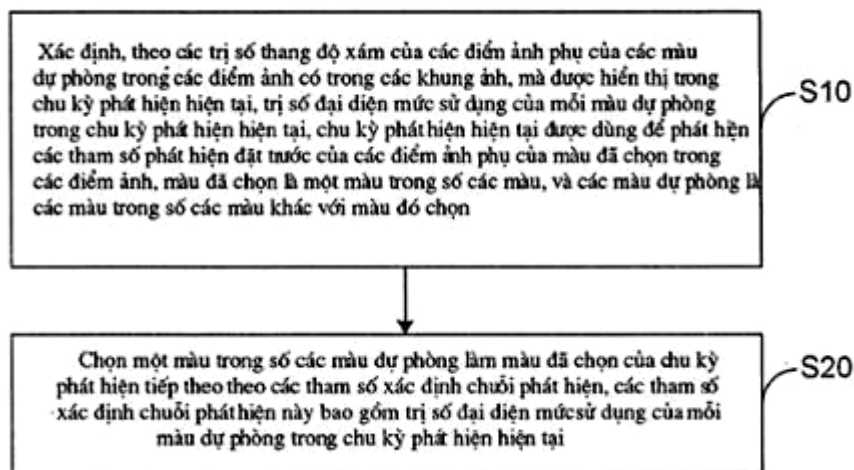 Xác định, theo các trị số thang độ xám của các điểm ảnh phụ của các màu
dự phòng trong các điểm ảnh có trong các khung ảnh, mà được hiển thị trong
chu kỳ phát hiện hiện tại, trị số đại diện mức sử dụng của mỗi màu dự phòng
trong chu kỳ phát hiện hiện tại, chu kỳ phát hiện hiện tại được dùng để phát hiện
các tham số phát hiện đặt trước của các điểm ảnh phụ của màu đã chọn trong
các điểm ảnh, màu đã chọn là một màu trong số các màu, và các màu dự phòng là
các màu trong số các màu khác với màu đó chọn
S10
Chọn một màu trong số các màu dự phòng làm màu đã chọn của chu kỳ
phát hiện tiếp theo theo các tham số xác định chuỗi phát hiện, các tham số
xác định chuỗi phát hiện này bao gồm trị số đại diện mức sử dụng của mỗi
màu dự phòng trong chu kỳ phát hiện hiện tại
S20